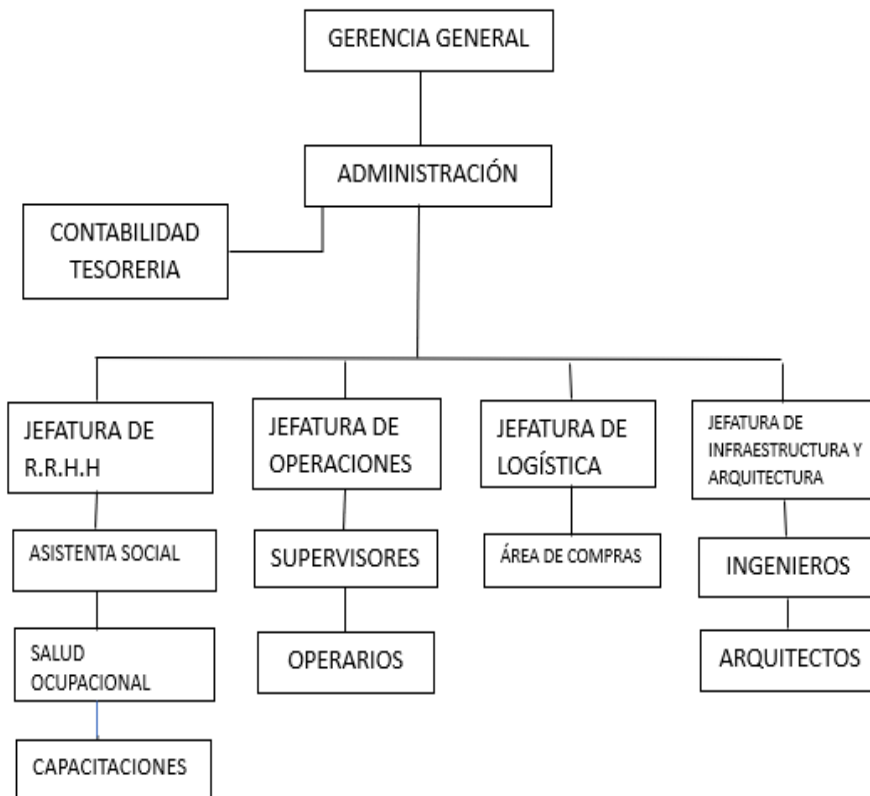 GERENCIA GENERAL
ADMINISTRACIÓN
CONTABILIDAD
TESORERIA
JEFATURA DE
R.R.H.H
JEFATURA DE
OPERACIONES
JEFATURA DE
LOGÍSTICA
JEFATURA DE
INFRAESTRUCTURA Y
ARQUITECTURA
ASISTENTA SOCIAL
SUPERVISORES
ÁREA DE COMPRAS
INGENIEROS
SALUD
OCUPACIONAL
OPERARIOS
ARQUITECTOS
CAPACITACIONES